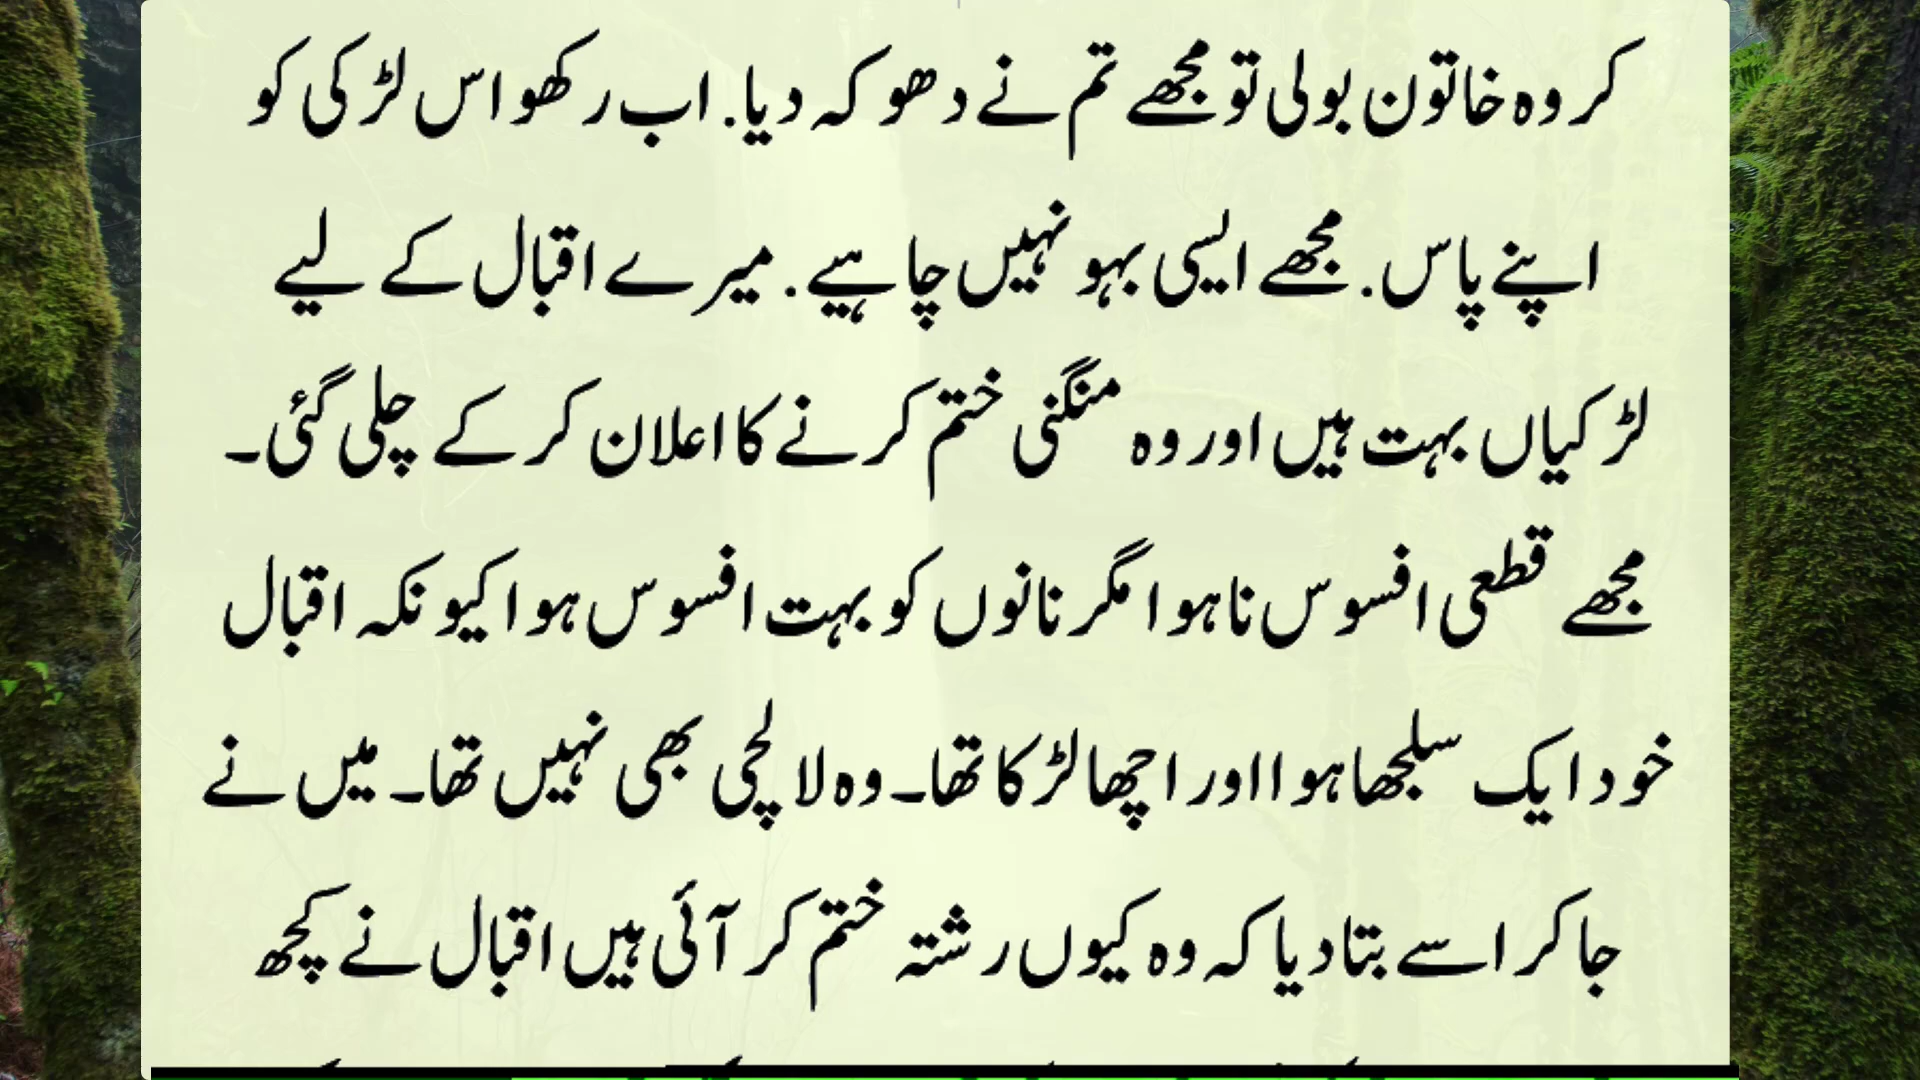 کر وہ خاتون بولی تو مجھے تم نے دھوکہ دیا. اب رکھو اس لڑکی کو
اپنے پاس. مجھے ایسی بہو نہیں چاہیے. میرے اقبال کے لیے
لڑکیاں بہت ہیں اور وہ منگنی ختم کرنے کا اعلان کر کے چلی گئی۔
مجھے قطعی افسوس نا ہوا مگر نانوں کو بہت افسوس ہوا کیونکہ اقبال
خود ایک سلجھا ہوا اور اچھا لڑکا تھا۔ وہ لالچی بھی نہیں تھا۔ میں نے
جا کر اسے بتا دیا کہ وہ کیوں رشتہ ختم کر آئی ہیں اقبال نے کچھ